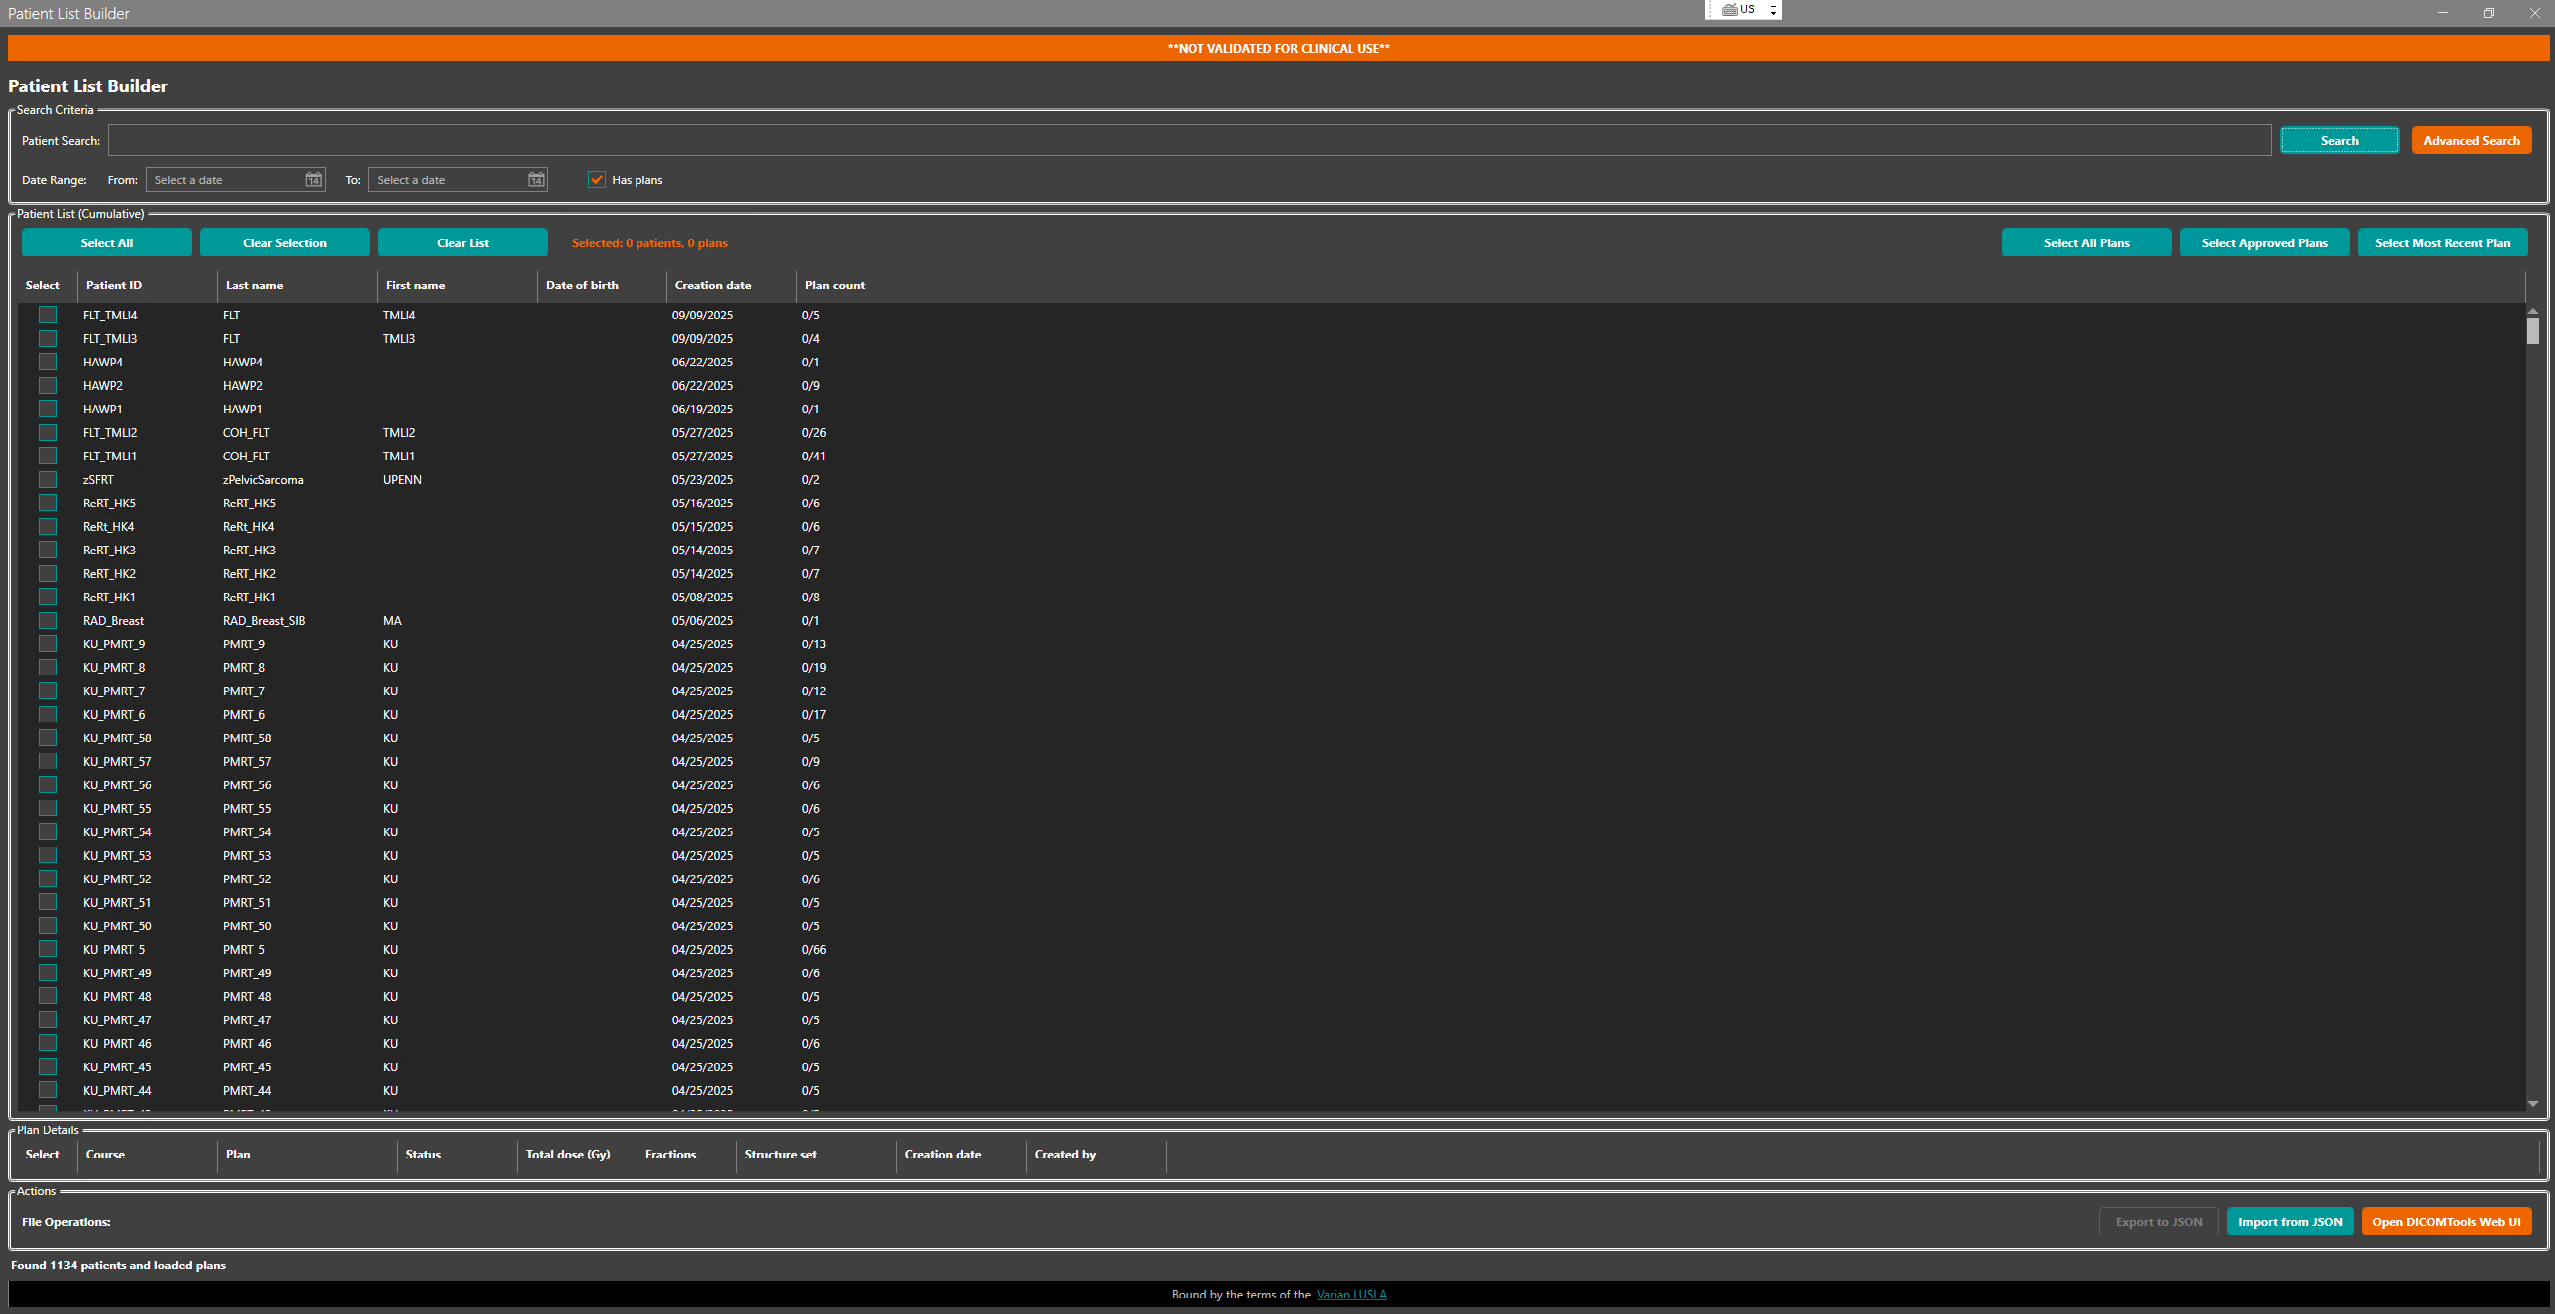 Patient List Builder
US
**NOT VALIDATED FOR CLINICAL USE**
Patient List Builder
Search Criteria
Patient Search: Search Advanced Search
Date Range: From: Select a date 14 To: Select a date 14 Has plans
Patient List (Cumulative)
Select All Clear Selection Clear List Selected: 0 patients, 0 plans Select All Plans Select Approved Plans Select Most Recent Plan
Select Patient ID Last name First name Date of birth Creation date Plan count
FLT_TMLI4 FLT TMLI4 09/09/2025 0/5
FLT_TMLI3 FLT TMLI3 09/09/2025 0/4
HAWP4 HAWP4 06/22/2025 0/1
HAWP2 HAWP2 06/22/2025 0/9
HAWP1 HAWP1 06/19/2025 0/1
FLT_TMLI2 COH_FLT TMLI2 05/27/2025 0/26
FLT_TMLI1 COH_FLT TMLI1 05/27/2025 0/41
zSFRT zPelvicSarcoma UPENN 05/23/2025 0/2
ReRT_HK5 ReRT_HK5 05/16/2025 0/6
ReRt_HK4 ReRt_HK4 05/15/2025 0/6
ReRT_HK3 ReRT_HK3 05/14/2025 0/7
ReRT_HK2 ReRT_HK2 05/14/2025 0/7
ReRT_HK1 ReRT_HK1 05/08/2025 0/8
RAD_Breast RAD_Breast_SIB MA 05/06/2025 0/1
KU_PMRT_9 PMRT_9 KU 04/25/2025 0/13
KU_PMRT_8 PMRT_8 KU 04/25/2025 0/19
KU_PMRT_7 PMRT_7 KU 04/25/2025 0/12
KU_PMRT_6 PMRT_6 KU 04/25/2025 0/17
KU_PMRT_58 PMRT_58 KU 04/25/2025 0/5
KU_PMRT_57 PMRT_57 KU 04/25/2025 0/9
KU_PMRT_56 PMRT_56 KU 04/25/2025 0/6
KU_PMRT_55 PMRT_55 KU 04/25/2025 0/6
KU_PMRT_54 PMRT_54 KU 04/25/2025 0/5
KU_PMRT_53 PMRT_53 KU 04/25/2025 0/5
KU_PMRT_52 PMRT_52 KU 04/25/2025 0/6
KU_PMRT_51 PMRT_51 KU 04/25/2025 0/5
KU_PMRT_50 PMRT_50 KU 04/25/2025 0/5
KU_PMRT_5 PMRT_5 KU 04/25/2025 0/66
KU_PMRT_49 PMRT_49 KU 04/25/2025 0/6
KU_PMRT_48 PMRT_48 KU 04/25/2025 0/5
KU_PMRT_47 PMRT_47 KU 04/25/2025 0/5
KU_PMRT_46 PMRT_46 KU 04/25/2025 0/6
KU_PMRT_45 PMRT_45 KU 04/25/2025 0/5
KU_PMRT_44 PMRT_44 KU 04/25/2025 0/5
Plan Details
Select Course Plan Status Total dose (Gy) Fractions Structure set Creation date Created by
Actions
File Operations: Export to JSON Import from JSON Open DICOMTools Web UI
Found 1134 patients and loaded plans
Bound by the terms of the Varian LUSLA